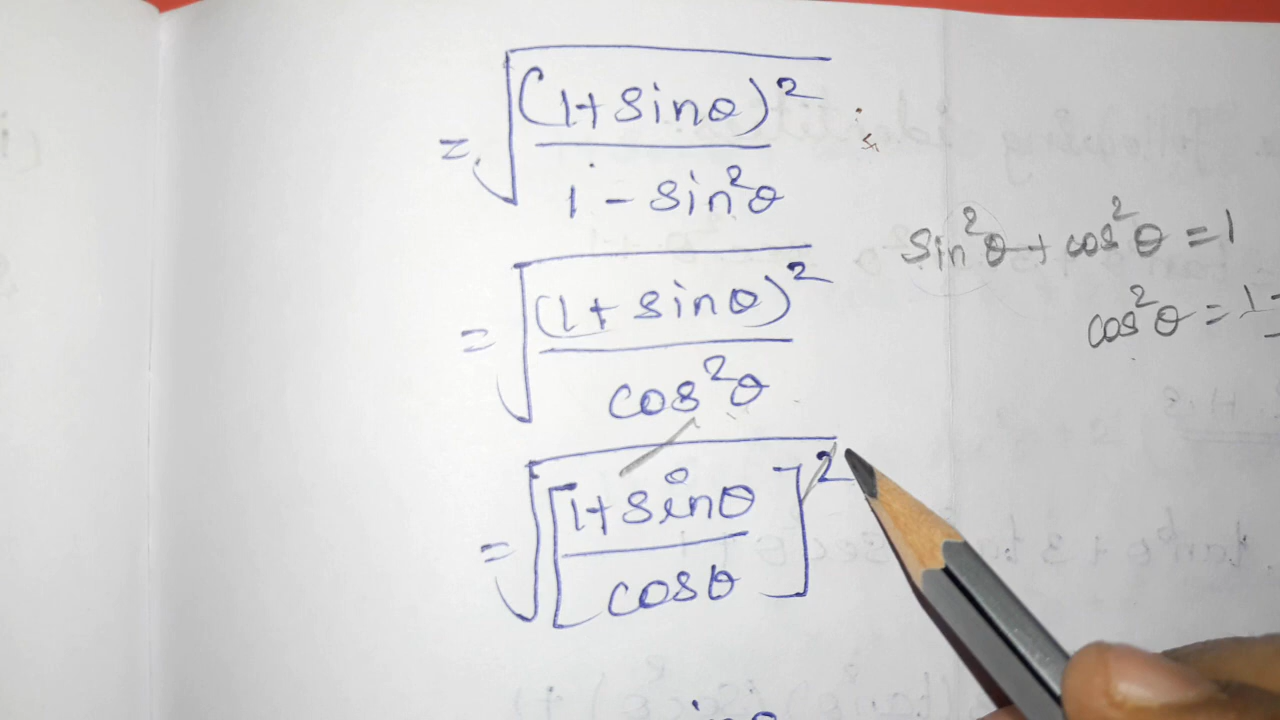 = √((1+sinθ)² / 1 - sin²θ)
sin²θ + cos²θ = 1
= √((1+sinθ)² / cos²θ)
cos²θ = 1-
= √[1+sinθ / cosθ]²